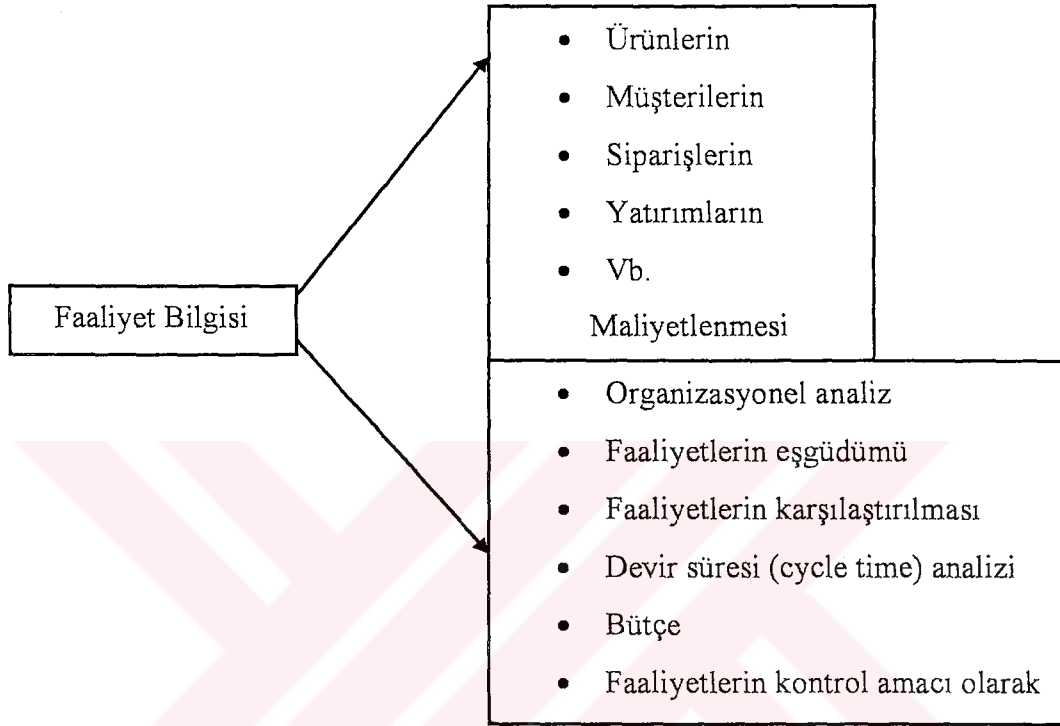 • Ürünlerin
• Müşterilerin
• Siparişlerin
• Yatırımların
• Vb.
Maliyetlenmesi
Faaliyet Bilgisi
• Organizasyonel analiz
• Faaliyetlerin eşgüdümü
• Faaliyetlerin karşılaştırılması
• Devir süresi (cycle time) analizi
• Bütçe
• Faaliyetlerin kontrol amacı olarak